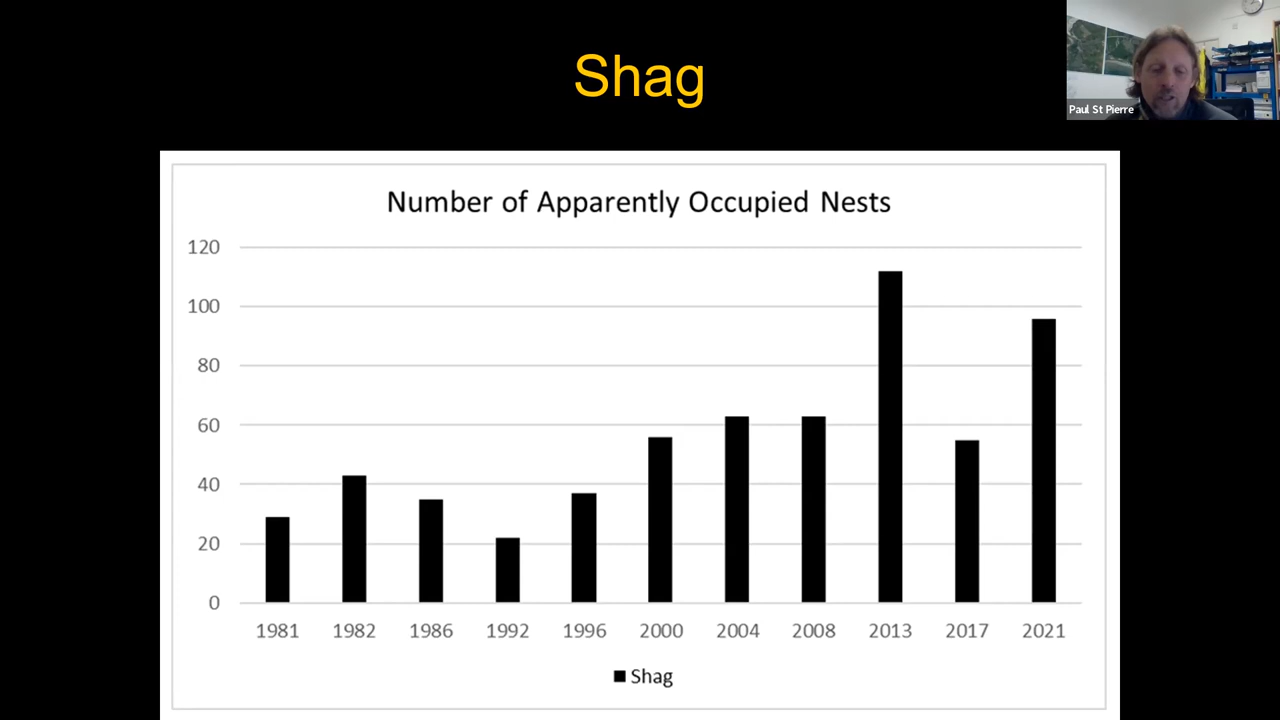 Shag
Paul St Pierre
Number of Apparently Occupied Nests
120
100
80
60
40
20
0
1981 1982 1986 1992 1996 2000 2004 2008 2013 2017 2021
Shag